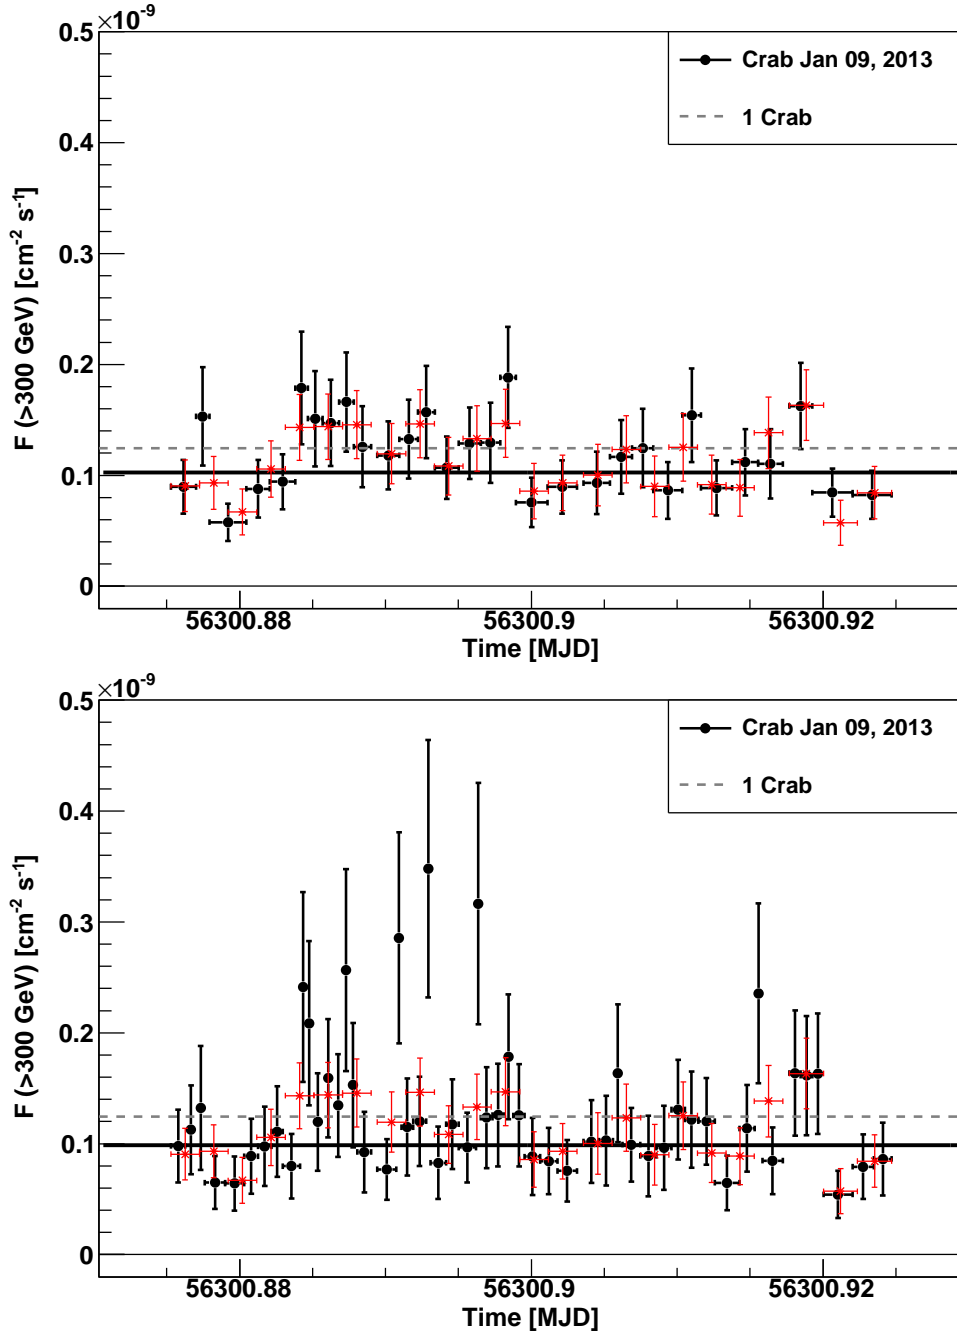 ×10⁻⁹
0.5
0.4
0.3
0.2
0.1
0
F (>300 GeV) [cm⁻² s⁻¹]
Crab Jan 09, 2013
1 Crab
56300.88 56300.9 56300.92
Time [MJD]
×10⁻⁹
0.5
0.4
0.3
0.2
0.1
0
F (>300 GeV) [cm⁻² s⁻¹]
Crab Jan 09, 2013
1 Crab
56300.88 56300.9 56300.92
Time [MJD]